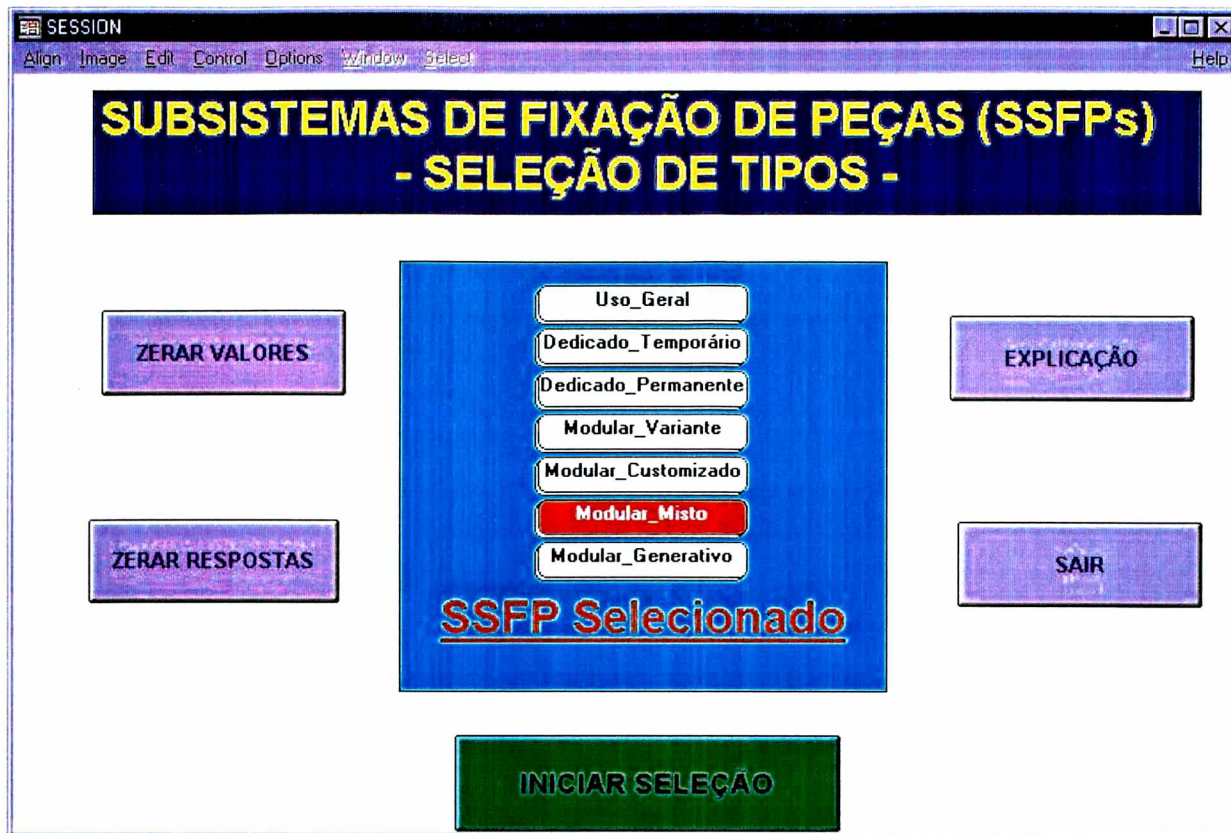 SESSION
Align Image Edit Control Options Window Select Help
SUBSISTEMAS DE FIXAÇÃO DE PEÇAS (SSFPs)
- SELEÇÃO DE TIPOS -
Uso_Geral
ZERAR VALORES
Dedicado_Temporário
EXPLICAÇÃO
Dedicado_Permanente
Modular_Variante
Modular_Customizado
Modular_Misto
ZERAR RESPOSTAS
Modular_Generativo
SAIR
SSFP Selecionado
INICIAR SELEÇÃO